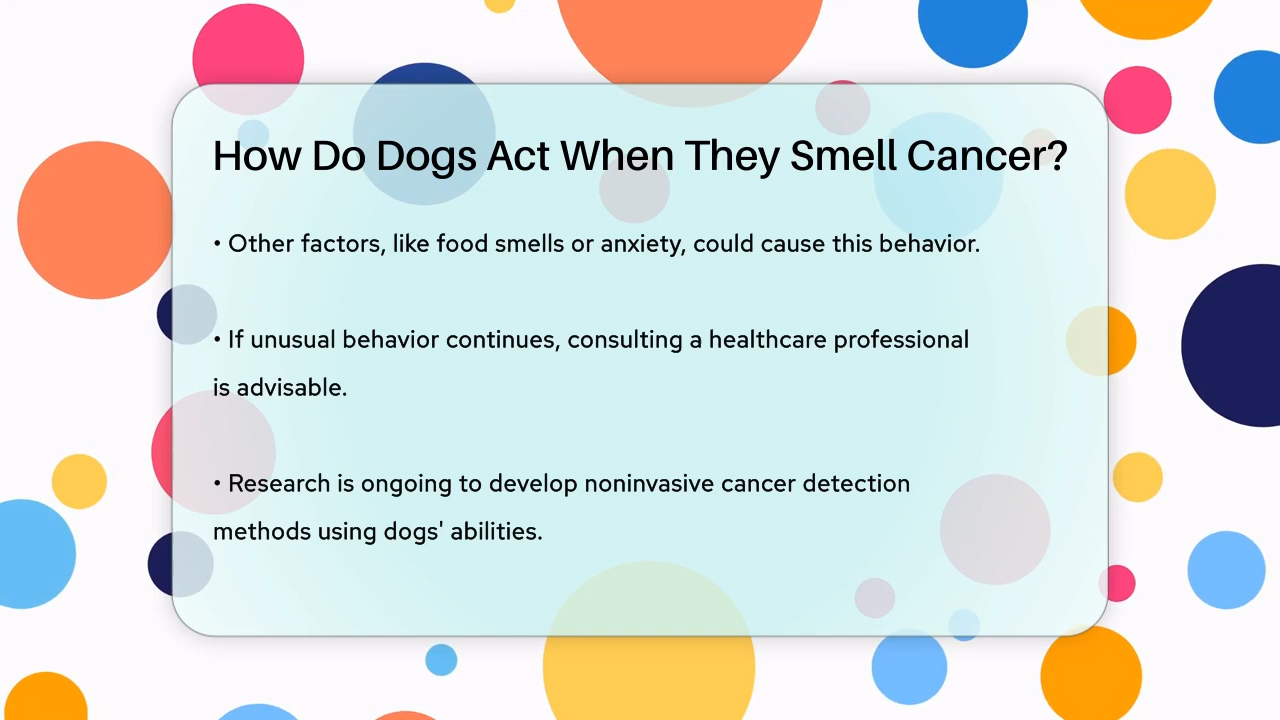 How Do Dogs Act When They Smell Cancer?
• Other factors, like food smells or anxiety, could cause this behavior.
• If unusual behavior continues, consulting a healthcare professional
is advisable.
• Research is ongoing to develop noninvasive cancer detection
methods using dogs' abilities.